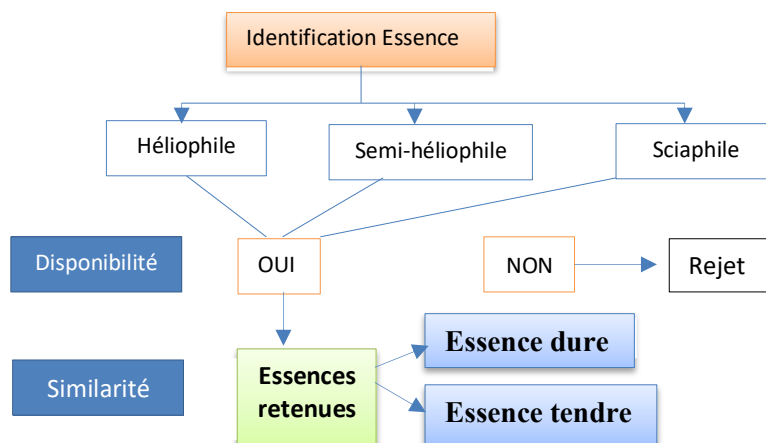 Identification Essence
Héliophile
Semi-héliophile
Sciaphile
Disponibilité
OUI
NON
Rejet
Similarité
Essences
retenues
Essence dure
Essence tendre